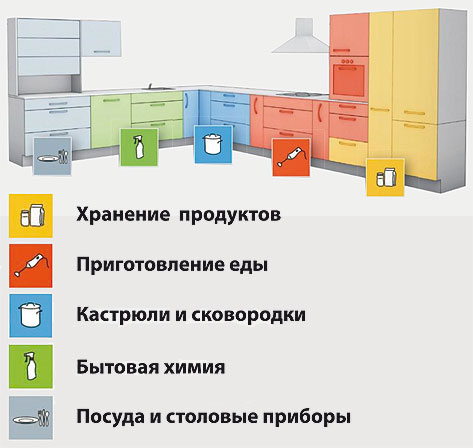 Хранение продуктов
Приготовление еды
Кастрюли и сковородки
Бытовая химия
Посуда и столовые приборы